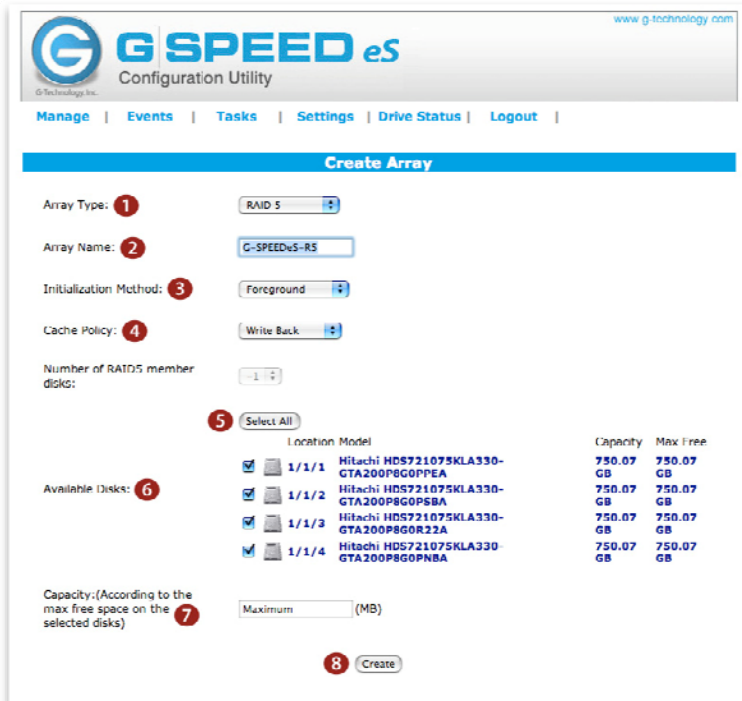 www.g-technology.com
G SPEED eS
Configuration Utility
G-Technology, Inc.
Manage | Events | Tasks | Settings | Drive Status | Logout |
Create Array
Array Type: 1 RAID 5
Array Name: 2 G-SPEEDeS-R5
Initialization Method: 3 Foreground
Cache Policy: 4 Write Back
Number of RAID5 member
disks: -1
5 Select All
Location Model Capacity Max Free
Available Disks: 6
1/1/1 Hitachi HDS721075KLA330-
GTA200P8G0PPEA 750.07
GB 750.07
GB
1/1/2 Hitachi HDS721075KLA330-
GTA200P8G0PSBA 750.07
GB 750.07
GB
1/1/3 Hitachi HDS721075KLA330-
GTA200P8G0R22A 750.07
GB 750.07
GB
1/1/4 Hitachi HDS721075KLA330-
GTA200P8G0PNBA 750.07
GB 750.07
GB
Capacity:(According to the
max free space on the
selected disks) 7 Maximum (MB)
8 Create